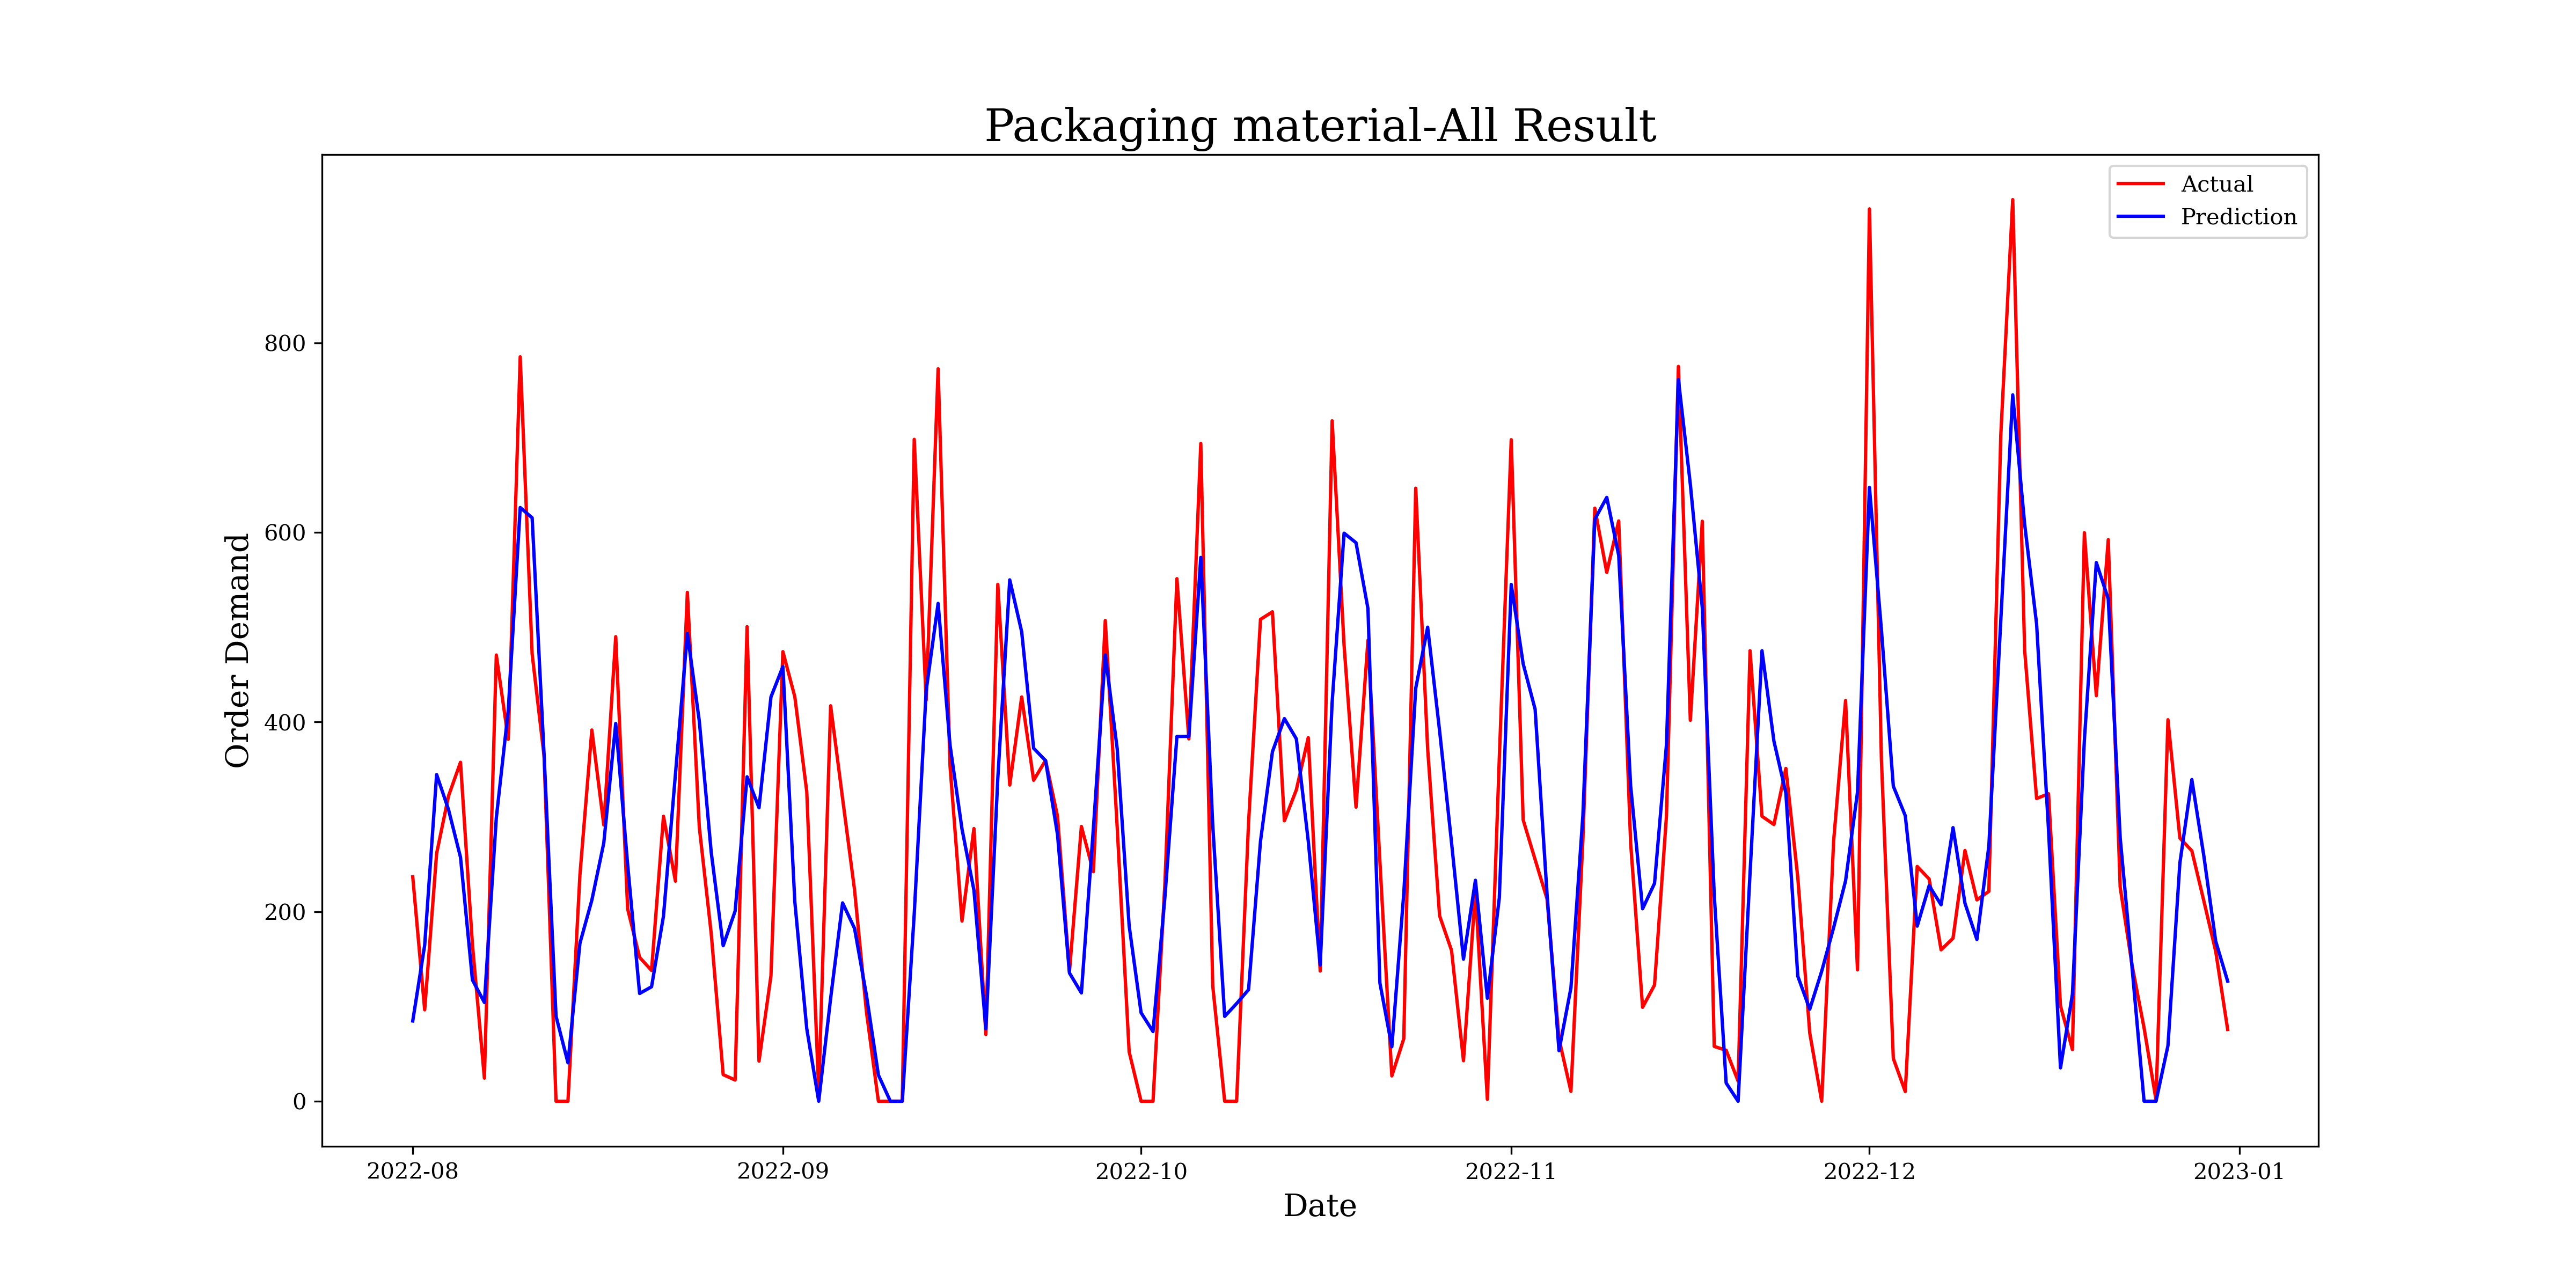 Packaging material-All Result
Actual
Prediction
Order Demand
800
600
400
200
0
2022-08
2022-09
2022-10
2022-11
2022-12
2023-01
Date